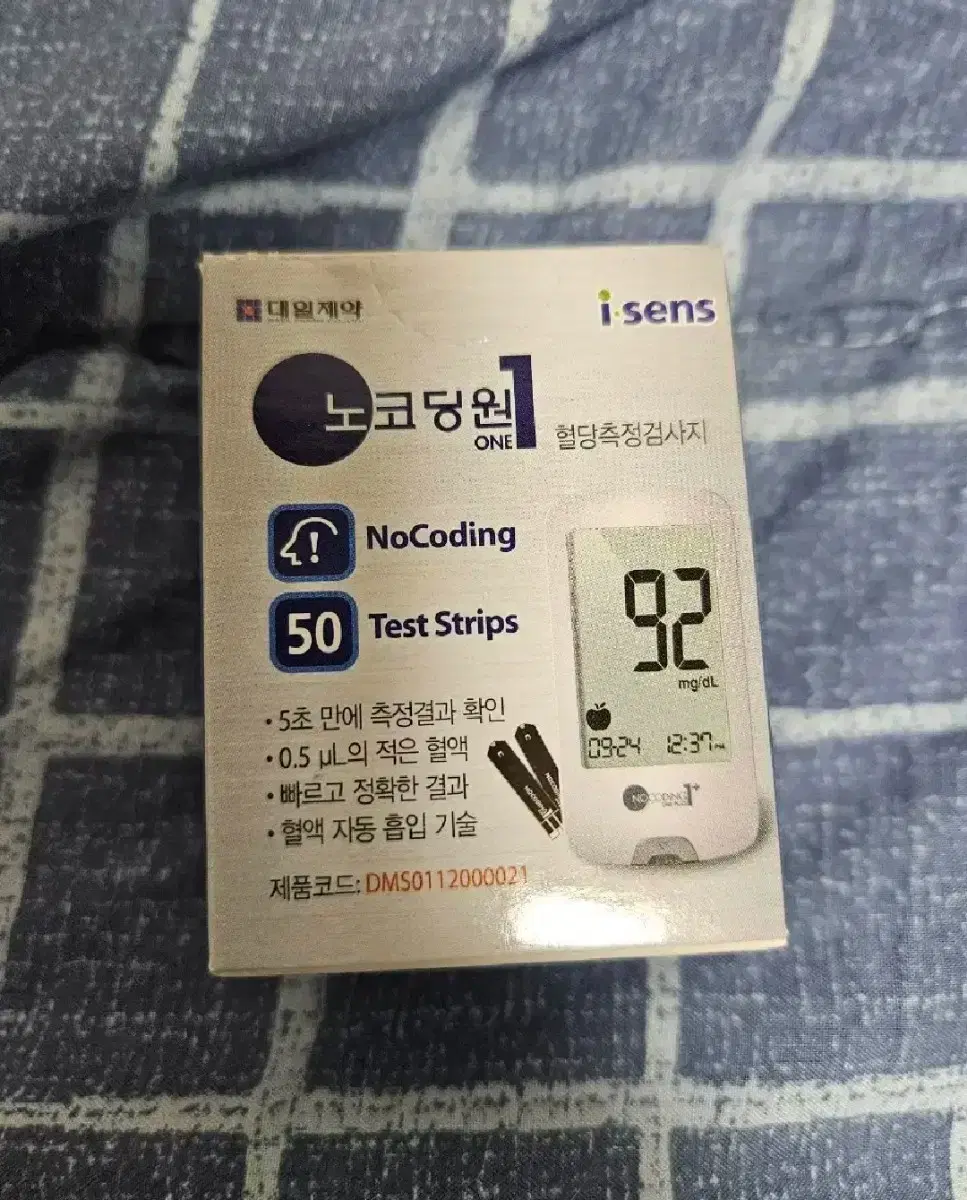 대일제약
i·sens
노코딩원1
ONE
혈당측정검사지
NoCoding
50 Test Strips
92
mg/dL
09-24 12:37 PM
NOCODING1+
• 5초 만에 측정결과 확인
• 0.5 µL의 적은 혈액
• 빠르고 정확한 결과
• 혈액 자동 흡입 기술
제품코드: DMS0112000021